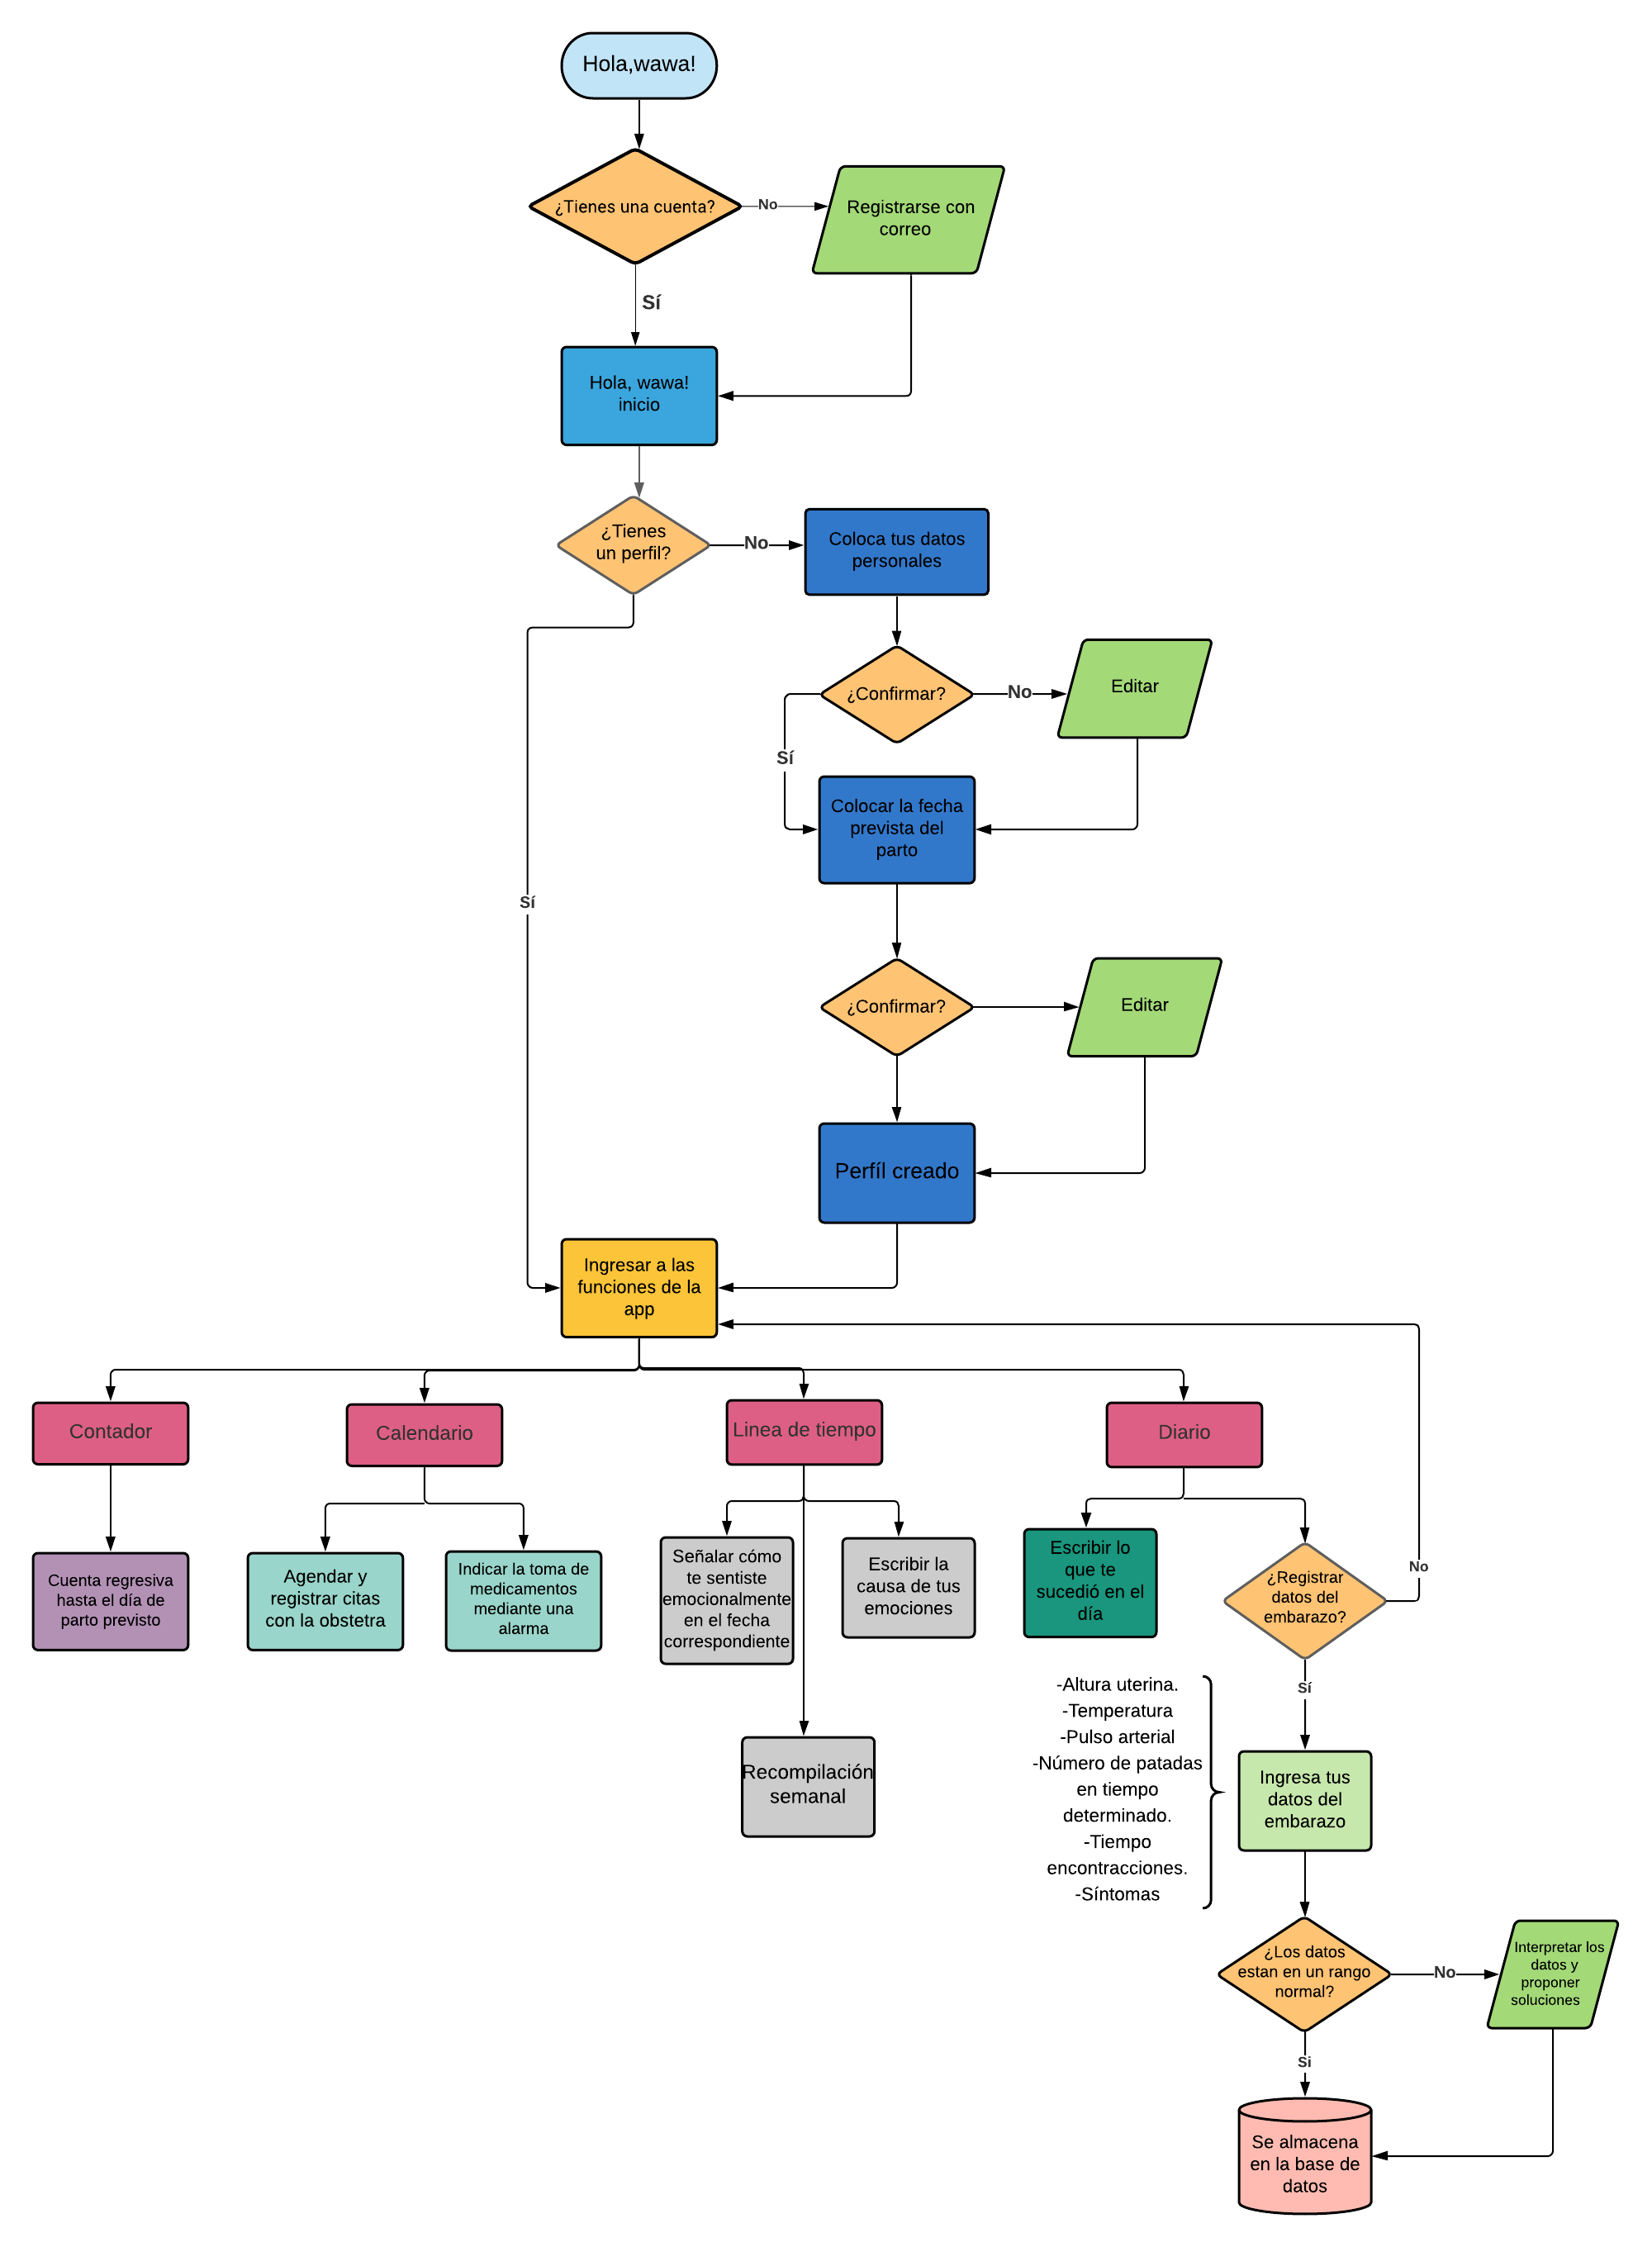 Hola,wawa!
¿Tienes una cuenta?
No
Registrarse con
correo
Sí
Hola, wawa!
inicio
¿Tienes
un perfil?
No
Coloca tus datos
personales
¿Confirmar?
No
Editar
Sí
Colocar la fecha
prevista del
parto
Sí
¿Confirmar?
Editar
Perfíl creado
Ingresar a las
funciones de la
app
Contador
Calendario
Linea de tiempo
Diario
Cuenta regresiva
hasta el día de
parto previsto
Agendar y
registrar citas
con la obstetra
Indicar la toma de
medicamentos
mediante una
alarma
Señalar cómo
te sentiste
emocionalmente
en el fecha
correspondiente
Escribir la
causa de tus
emociones
Escribir lo
que te
sucedió en el
día
¿Registrar
datos del
embarazo?
No
Sí
Recompilación
semanal
-Altura uterina.
-Temperatura
-Pulso arterial
-Número de patadas
en tiempo
determinado.
-Tiempo
encontracciones.
-Síntomas
Ingresa tus
datos del
embarazo
¿Los datos
estan en un rango
normal?
No
Interpretar los
datos y
proponer
soluciones
Si
Se almacena
en la base de
datos